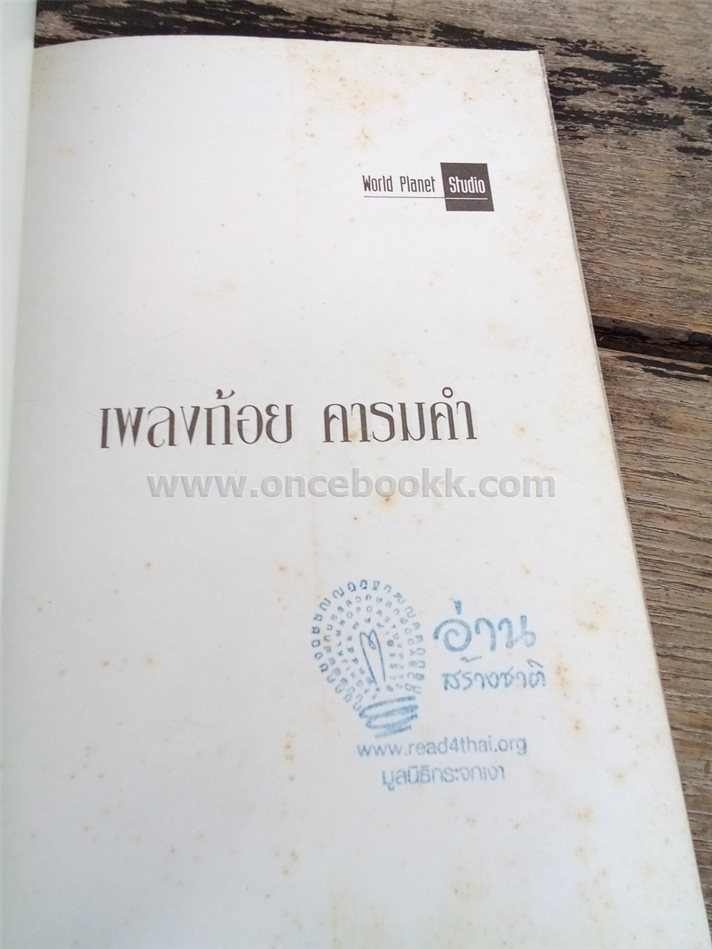 World Planet Studio
เพลงถ้อย คารมคำ
www.oncebookk.com
อ่าน
สร้างชาติ
www.read4thai.org
มูลนิธิกระจกเงา